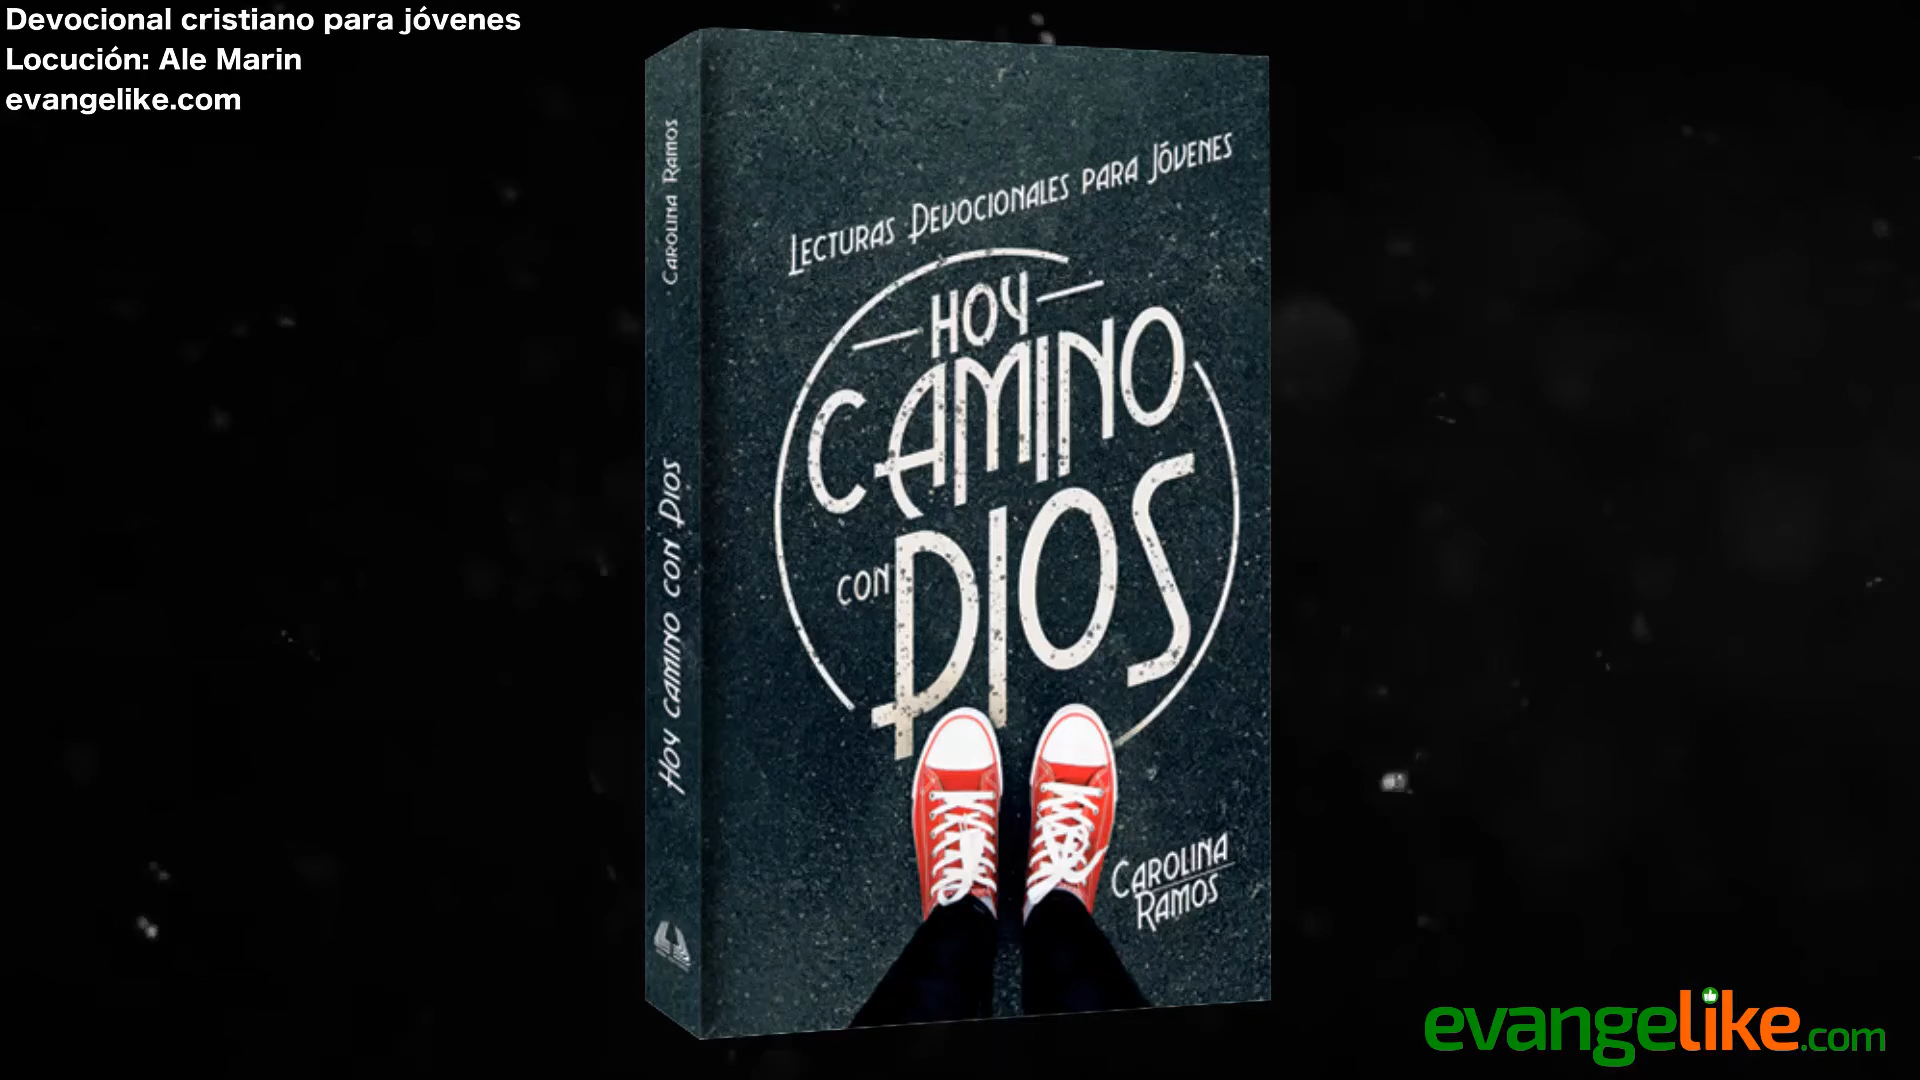 Devocional cristiano para jóvenes
Locución: Ale Marin
evangelike.com
Carolina Ramos
Hoy camino con Dios
Lecturas Devocionales para Jóvenes
Hoy
Camino
con Dios
Carolina
Ramos
evangelike.com